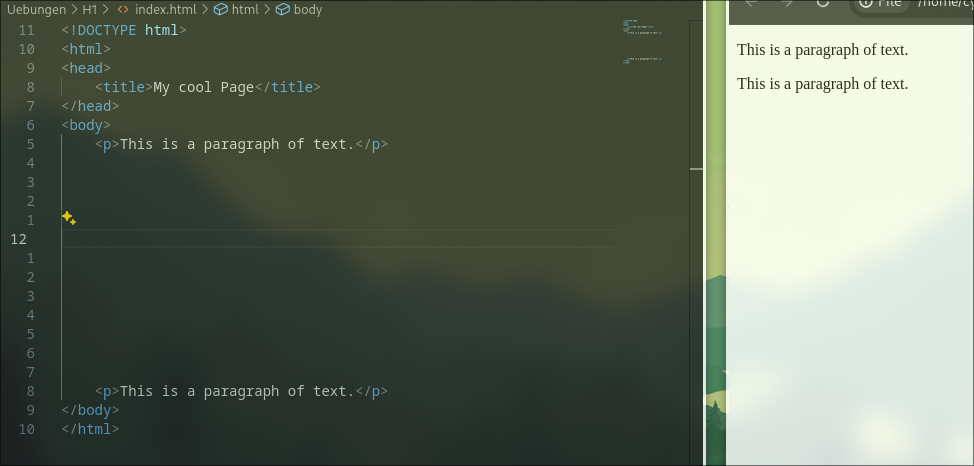 Uebungen > H1 > <> index.html > html > body
11 <!DOCTYPE html>
10 <html>
9 <head>
8 <title>My cool Page</title>
7 </head>
6 <body>
5 <p>This is a paragraph of text.</p>
4
3
2
1
12
1
2
3
4
5
6
7
8 <p>This is a paragraph of text.</p>
9 </body>
10 </html>
File /home/cy
This is a paragraph of text.
This is a paragraph of text.